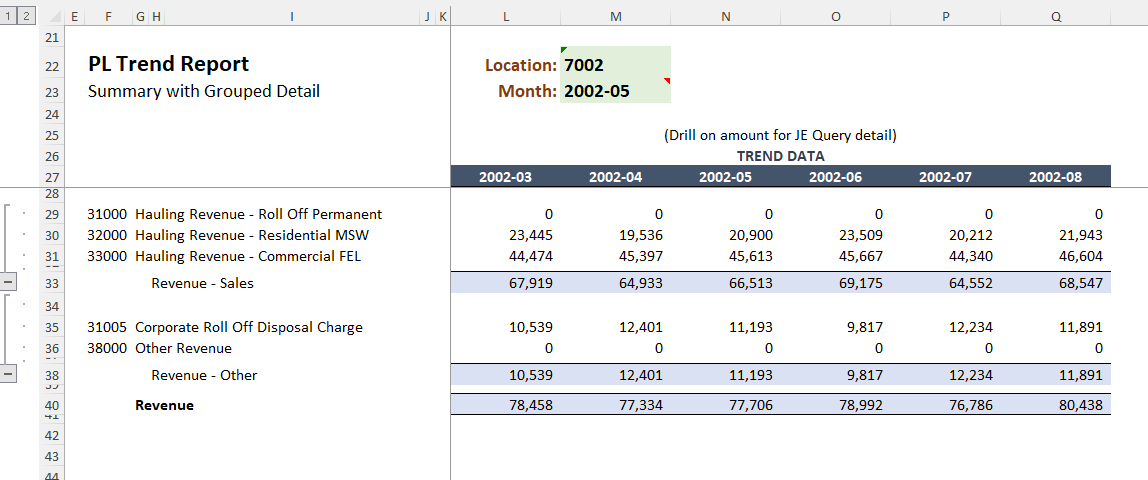 1 2 E F G H I J K L M N O P Q
21
22 PL Trend Report Location: 7002
23 Summary with Grouped Detail Month: 2002-05
24
25 (Drill on amount for JE Query detail)
26 TREND DATA
27 2002-03 2002-04 2002-05 2002-06 2002-07 2002-08
28
29 31000 Hauling Revenue - Roll Off Permanent 0 0 0 0 0 0
30 32000 Hauling Revenue - Residential MSW 23,445 19,536 20,900 23,509 20,212 21,943
31 33000 Hauling Revenue - Commercial FEL 44,474 45,397 45,613 45,667 44,340 46,604
33 Revenue - Sales 67,919 64,933 66,513 69,175 64,552 68,547
34
35 31005 Corporate Roll Off Disposal Charge 10,539 12,401 11,193 9,817 12,234 11,891
36 38000 Other Revenue 0 0 0 0 0 0
38 Revenue - Other 10,539 12,401 11,193 9,817 12,234 11,891
39
40 Revenue 78,458 77,334 77,706 78,992 76,786 80,438
41
42
43
44